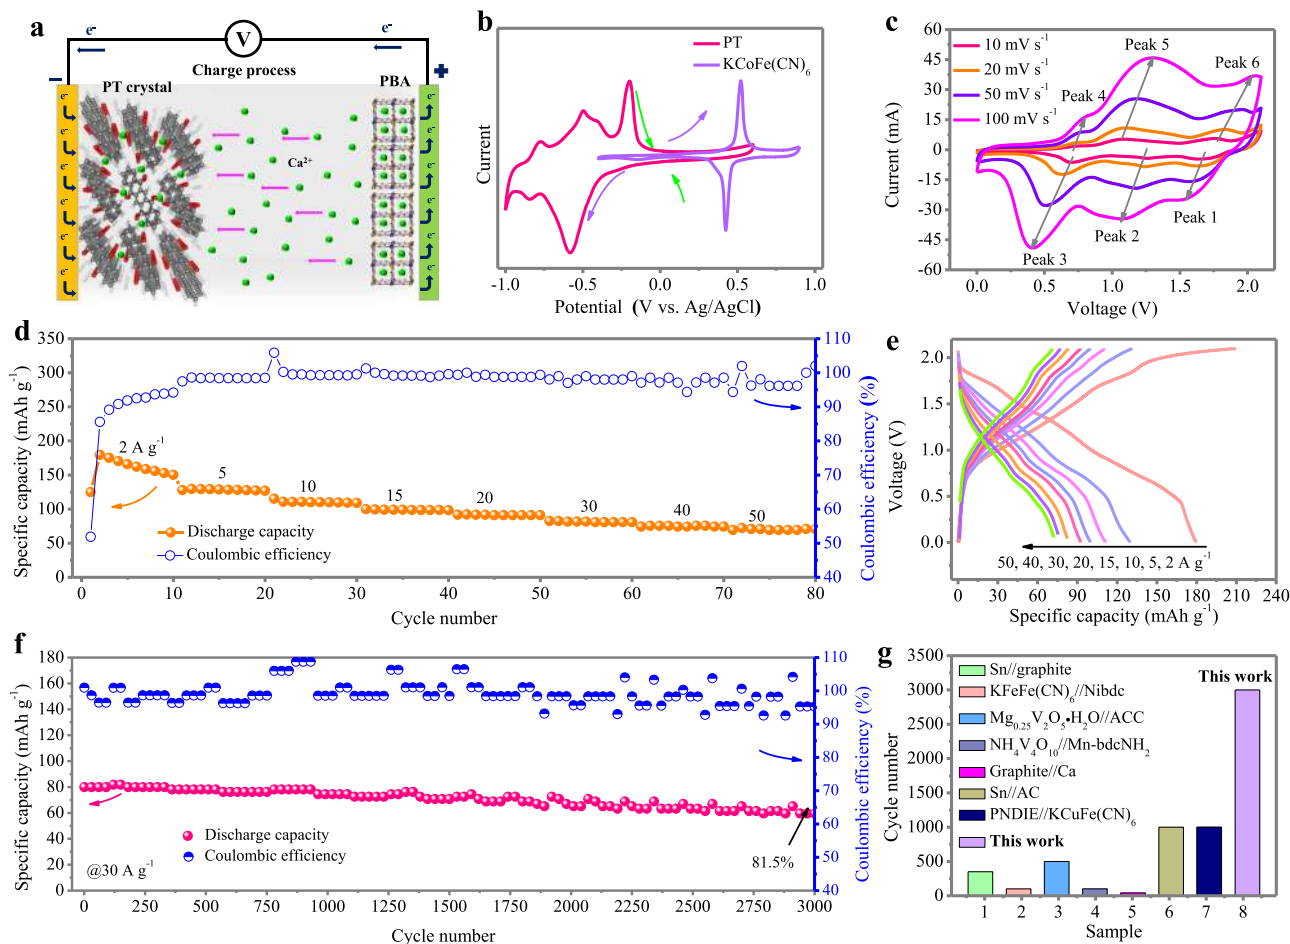 a
e⁻
V
e⁻
Charge process
−
PT crystal
PBA
+
Ca²⁺
e⁻
e⁻
e⁻
e⁻
e⁻
e⁻
e⁻
e⁻
e⁻
e⁻
b
PT
KCoFe(CN)₆
Current
-1.0 -0.5 0.0 0.5 1.0
Potential (V vs. Ag/AgCl)
c
10 mV s⁻¹
20 mV s⁻¹
50 mV s⁻¹
100 mV s⁻¹
Peak 5
Peak 6
Peak 4
Peak 1
Peak 2
Peak 3
Current (mA)
60
45
30
15
0
-15
-30
-45
-60
0.0 0.5 1.0 1.5 2.0
Voltage (V)
d
Specific capacity (mAh g⁻¹)
350
300
250
200
150
100
50
0
2 A g⁻¹
5
10
15
20
30
40
50
Discharge capacity
Coulombic efficiency
110
100
90
80
70
60
50
40
Coulombic efficiency (%)
0 10 20 30 40 50 60 70 80
Cycle number
e
Voltage (V)
2.0
1.5
1.0
0.5
0.0
50, 40, 30, 20, 15, 10, 5, 2 A g⁻¹
0 30 60 90 120 150 180 210 240
Specific capacity (mAh g⁻¹)
f
Specific capacity (mAh g⁻¹)
180
160
140
120
100
80
60
40
20
0
Discharge capacity
Coulombic efficiency
@30 A g⁻¹
81.5%
110
100
90
80
70
60
50
40
Coulombic efficiency (%)
0 250 500 750 1000 1250 1500 1750 2000 2250 2500 2750 3000
Cycle number
g
Cycle number
3500
3000
2500
2000
1500
1000
500
0
Sn//graphite
KFeFe(CN)₆//Nibdc
Mg₀.₂₅V₂O₅•H₂O//ACC
NH₄V₄O₁₀//Mn-bdcNH₂
Graphite//Ca
Sn//AC
PNDIE//KCuFe(CN)₆
This work
This work
1 2 3 4 5 6 7 8
Sample